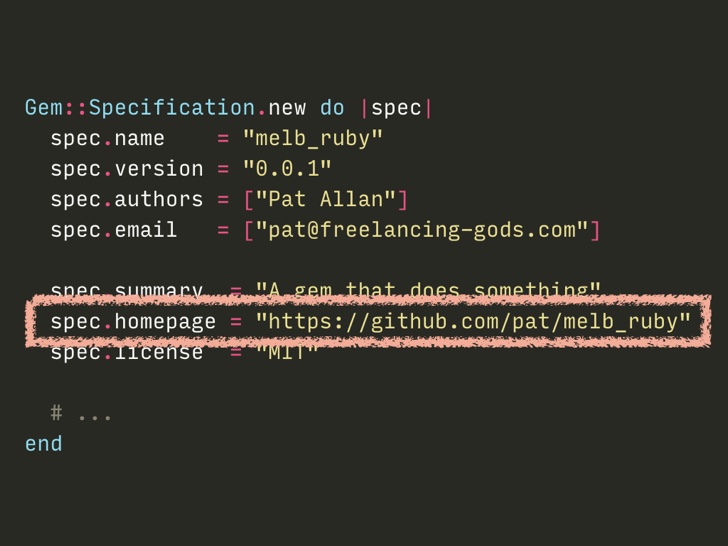 Gem::Specification.new do |spec|
  spec.name    = "melb_ruby"
  spec.version = "0.0.1"
  spec.authors = ["Pat Allan"]
  spec.email   = ["pat@freelancing-gods.com"]
  spec.summary  = "A gem that does something"
  spec.homepage = "https://github.com/pat/melb_ruby"
  spec.license  = "MIT"
  # ...
end